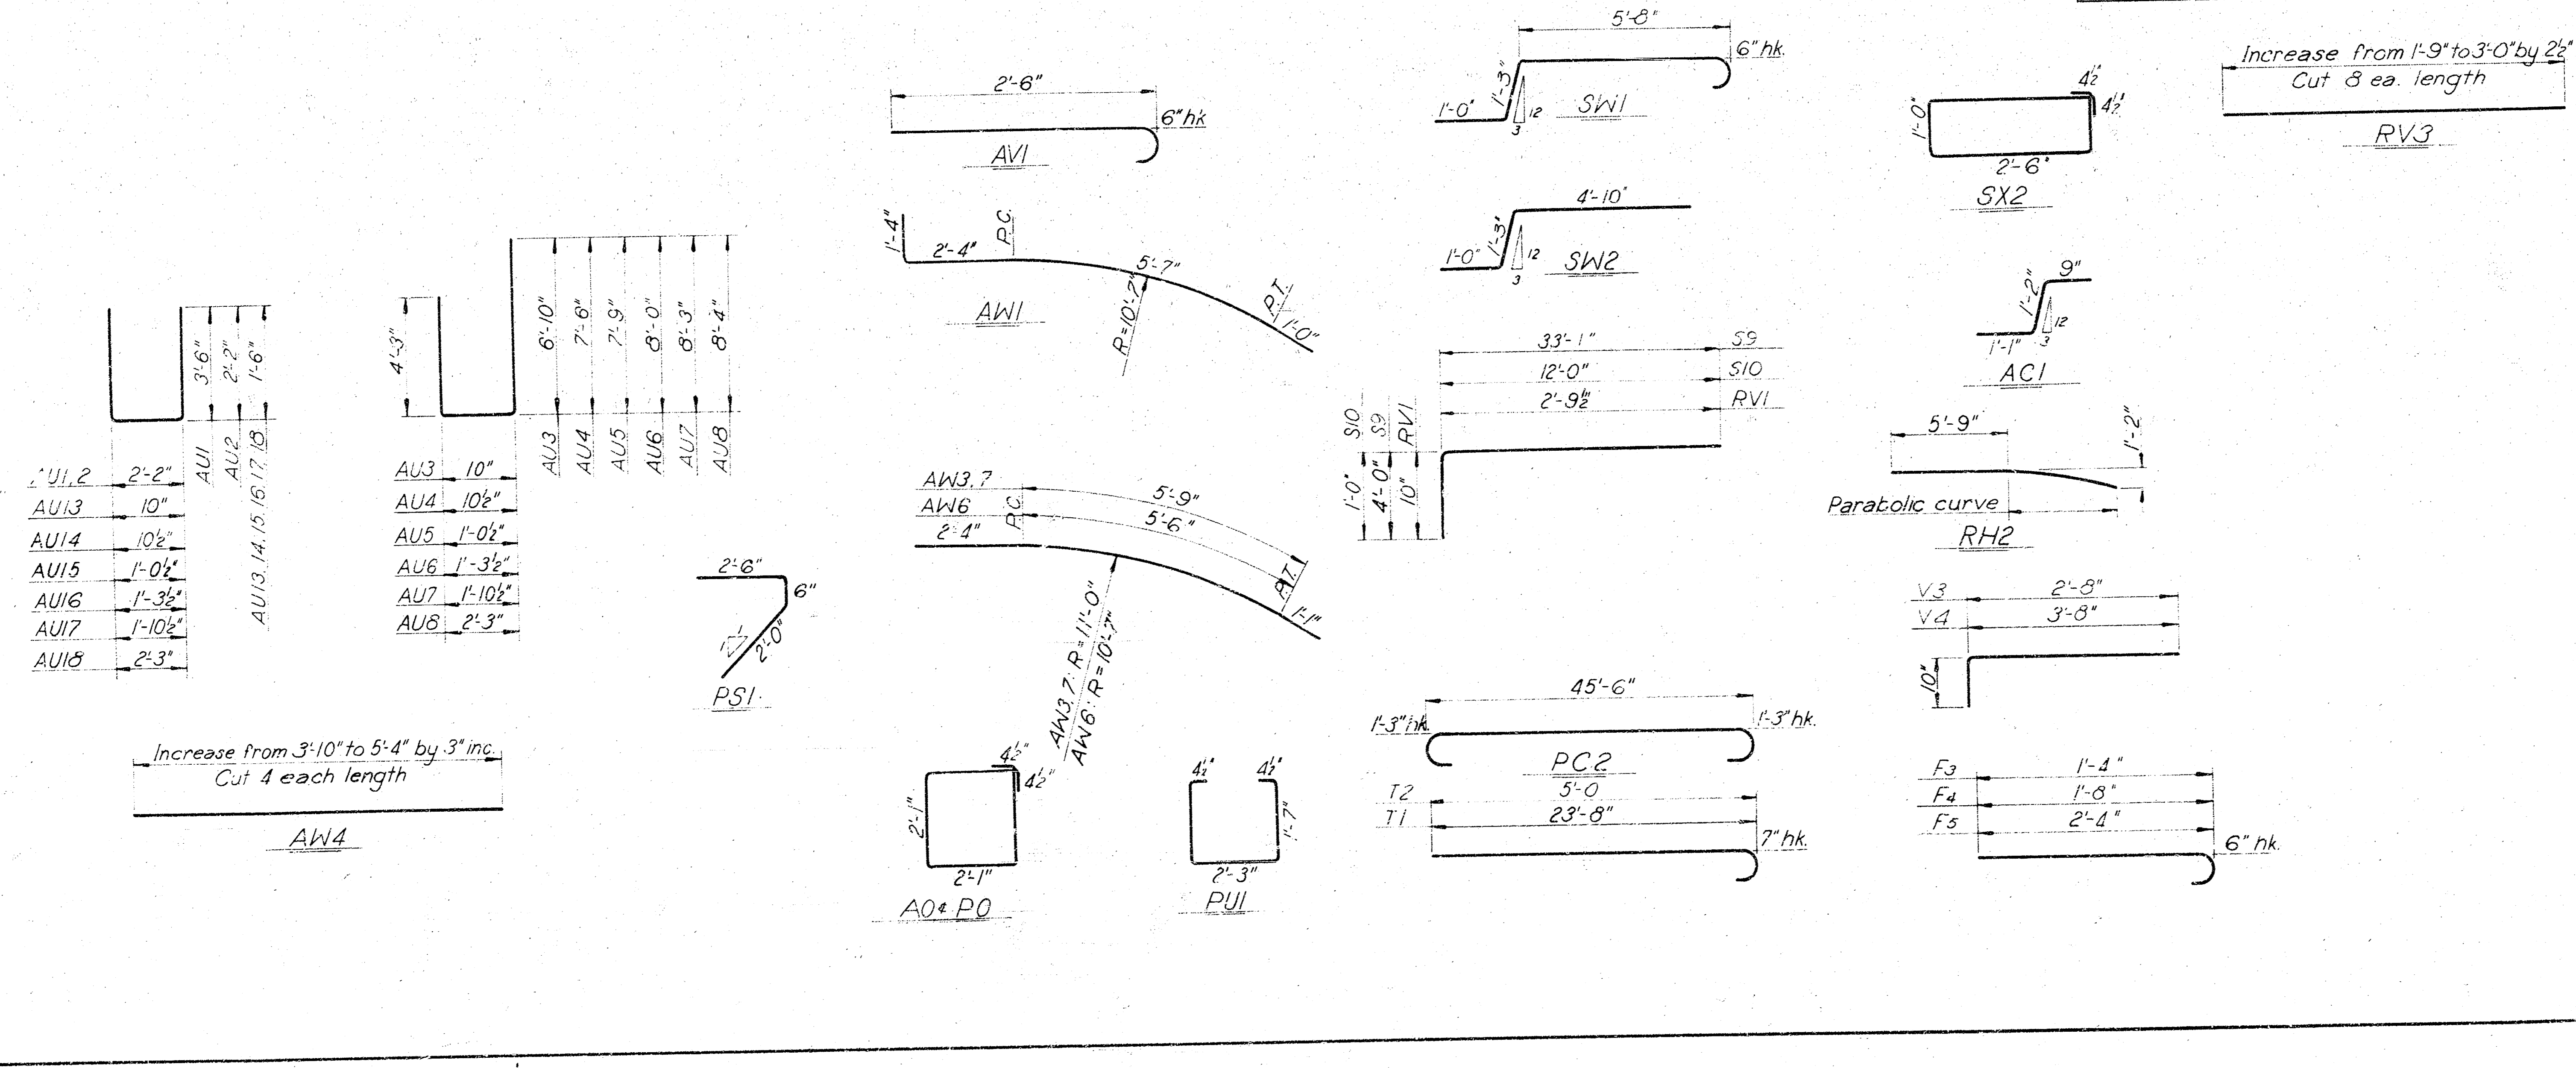 2'-6"
6" hk
AV1
5'-8"
6" hk.
1'-3"
1'-0"
12
3
SW1
4½"
4½"
1'-0"
2'-6"
SX2
Increase from 1'-9" to 3'-0" by 2½"
Cut 8 ea. length
RV3
1'-4"
2'-4"
P.C.
5'-7"
R=10'-7"
P.T.
1'-0"
AW1
4'-10"
1'-3"
1'-0"
12
3
SW2
9"
1'-2"
12
1'-1"
3
AC1
3'-6"
2'-2"
1'-6"
AU1
AU2
AU13, 14, 15, 16, 17, 18
U1, 2 2'-2"
AU13 10"
AU14 10½"
AU15 1'-0½"
AU16 1'-3½"
AU17 1'-10½"
AU18 2'-3"
4'-3"
6'-10"
7'-6"
7'-9"
8'-0"
8'-3"
8'-4"
AU3
AU4
AU5
AU6
AU7
AU8
AU3 10"
AU4 10½"
AU5 1'-0½"
AU6 1'-3½"
AU7 1'-10½"
AU8 2'-3"
33'-1" S9
12'-0" S10
2'-9½" RV1
S10
S9
RV1
1'-0"
4'-0"
10"
5'-9"
1'-2"
Parabolic curve
RH2
AW3, 7
5'-9"
AW6
5'-6"
2'-4"
P.C.
P.T.
1'-1"
AW3, 7: R=11'-0"
AW6: R=10'-7"
2'-6"
6"
2'-0"
1
PS1
V3 2'-8"
V4 3'-8"
10"
Increase from 3'-10" to 5'-4" by 3" inc.
Cut 4 each length
AW4
4½"
4½"
2'-1"
2'-1"
AO & PO
4½"
4½"
1'-7"
2'-3"
PU1
45'-6"
1'-3" hk.
1'-3" hk.
PC2
T2 5'-0
T1 23'-8"
7" hk.
F3 1'-4"
F4 1'-8"
F5 2'-4"
6" hk.